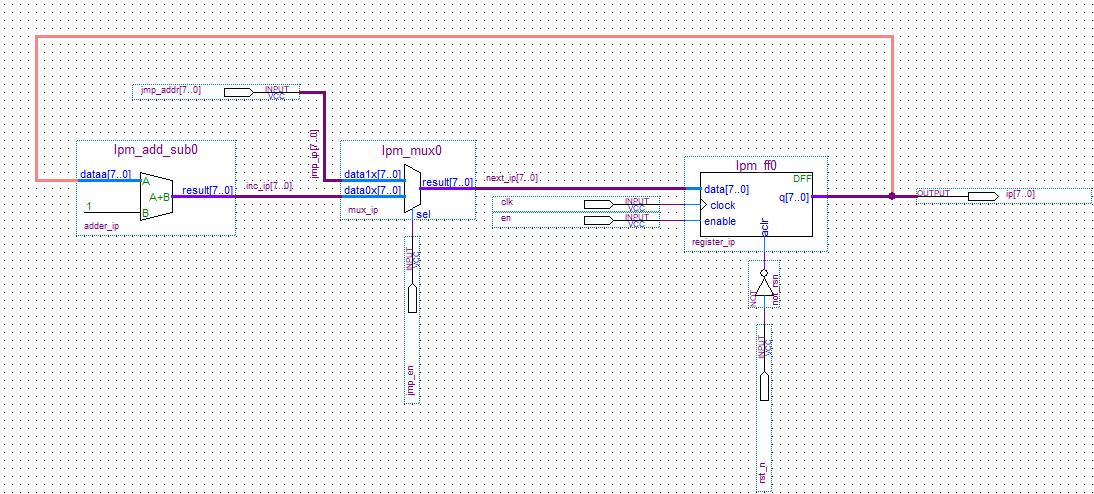 jmp_addr[7..0]
INPUT
VCC
jmp_ip[7..0]
lpm_add_sub0
dataa[7..0]
A
A+B
B
1
result[7..0]
adder_ip
inc_ip[7..0]
lpm_mux0
data1x[7..0]
data0x[7..0]
result[7..0]
sel
mux_ip
INPUT
VCC
jmp_en
next_ip[7..0]
clk
INPUT
VCC
en
INPUT
VCC
lpm_ff0
DFF
data[7..0]
clock
enable
q[7..0]
aclr
register_ip
OUTPUT
ip[7..0]
NOT
not_rsn
INPUT
VCC
rst_n